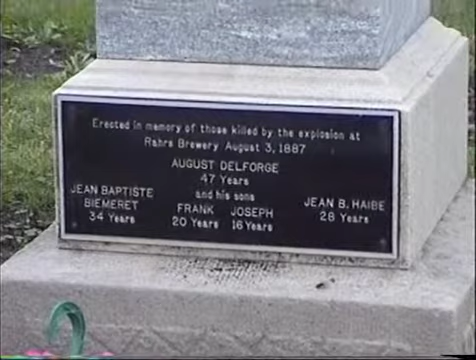 Erected in memory of those killed by the explosion at
Rahrs Brewery August 3, 1887
AUGUST DELFORGE
47 Years
and his sons
FRANK JOSEPH
20 Years 16 Years
JEAN BAPTISTE
BIEMERET
34 Years
JEAN B. HAIBE
28 Years